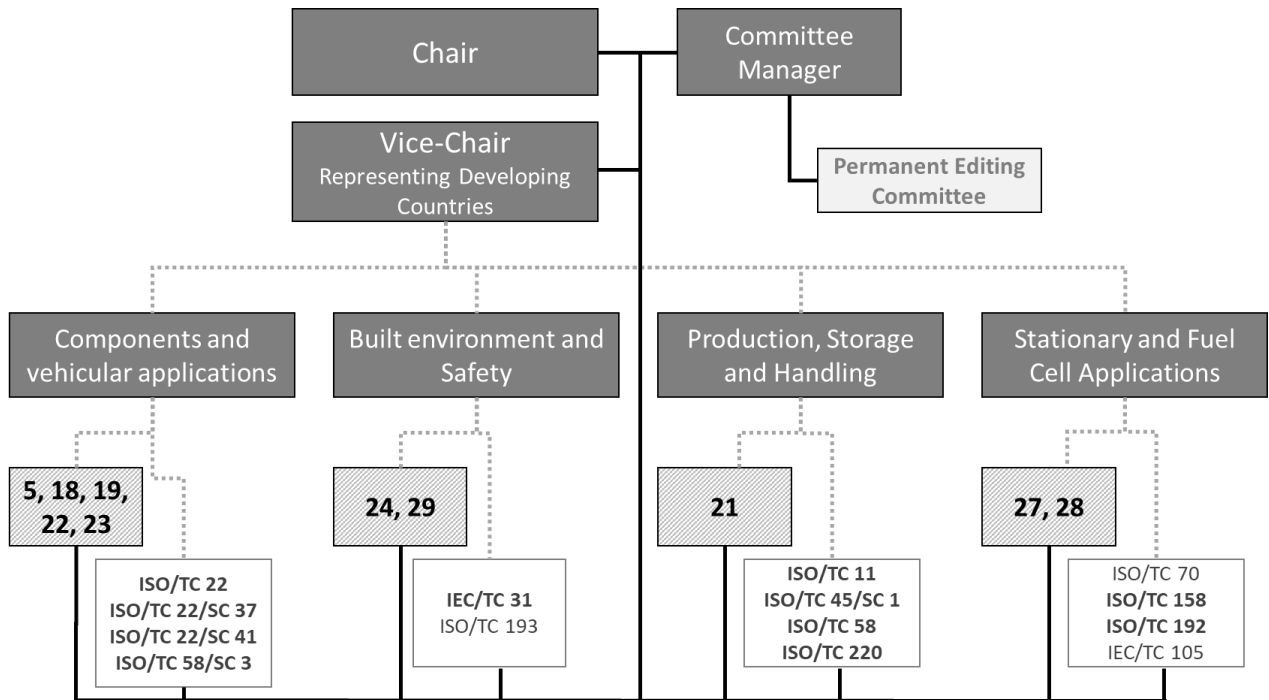 Chair
Committee
Manager
Vice-Chair
Representing Developing
Countries
Permanent Editing
Committee
Components and
vehicular applications
Built environment and
Safety
Production, Storage
and Handling
Stationary and Fuel
Cell Applications
5, 18, 19,
22, 23
24, 29
21
27, 28
ISO/TC 22
ISO/TC 22/SC 37
ISO/TC 22/SC 41
ISO/TC 58/SC 3
IEC/TC 31
ISO/TC 193
ISO/TC 11
ISO/TC 45/SC 1
ISO/TC 58
ISO/TC 220
ISO/TC 70
ISO/TC 158
ISO/TC 192
IEC/TC 105